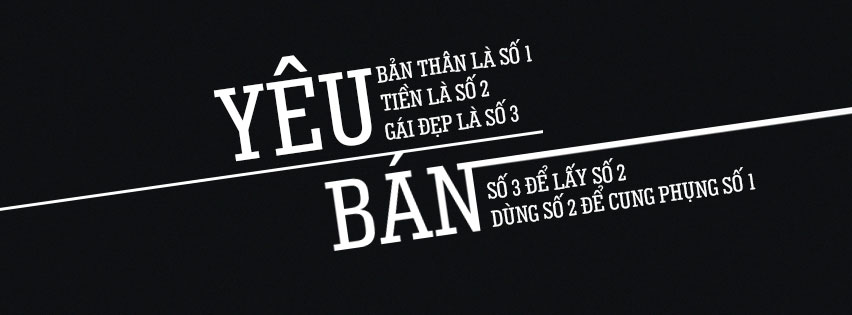 YÊU
BẢN THÂN LÀ SỐ 1
TIỀN LÀ SỐ 2
GÁI ĐẸP LÀ SỐ 3
BÁN
SỐ 3 ĐỂ LẤY SỐ 2
DÙNG SỐ 2 ĐỂ CUNG PHỤNG SỐ 1